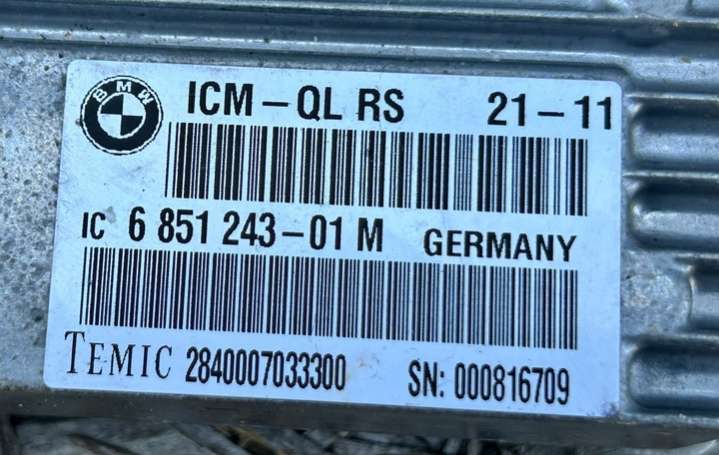 BMW
ICM-QL RS 21-11
IC 6 851 243-01 M GERMANY
TEMIC 2840007033300 SN: 000816709